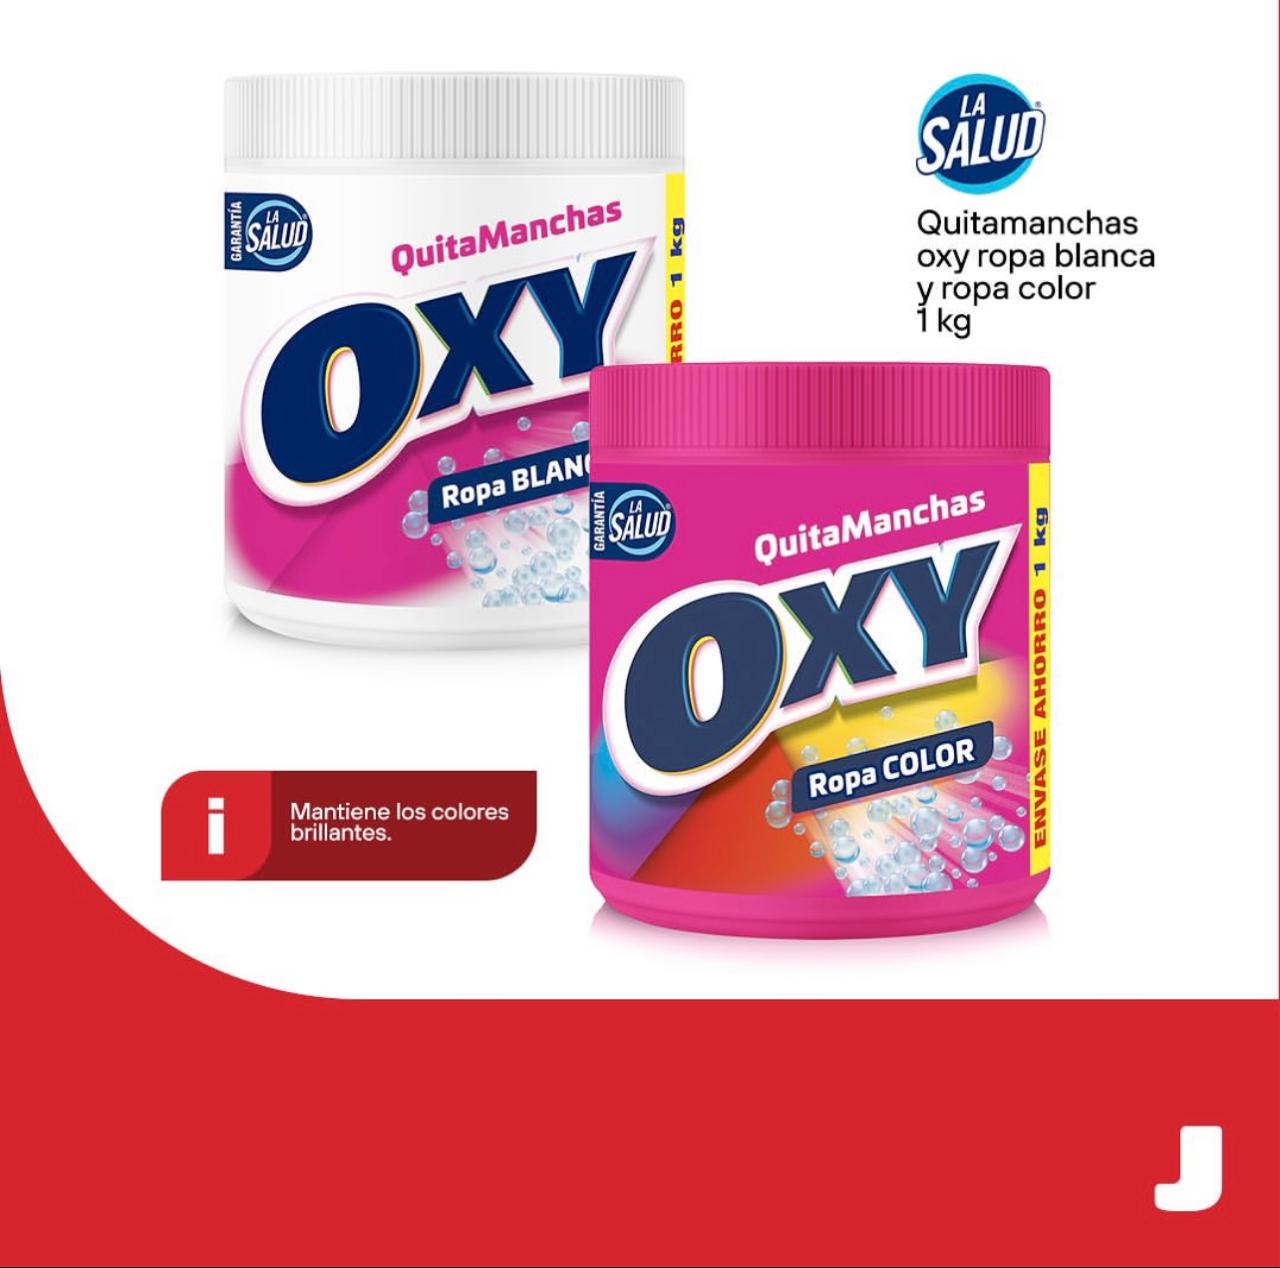 LA
SALUD
Quitamanchas
oxy ropa blanca
y ropa color
1 kg
GARANTÍA
LA
SALUD
QuitaManchas
OXY
RRO 1 kg
Ropa BLANC
GARANTÍA
LA
SALUD
QuitaManchas
OXY
Ropa COLOR
ENVASE AHORRO 1 kg
i
Mantiene los colores
brillantes.
J